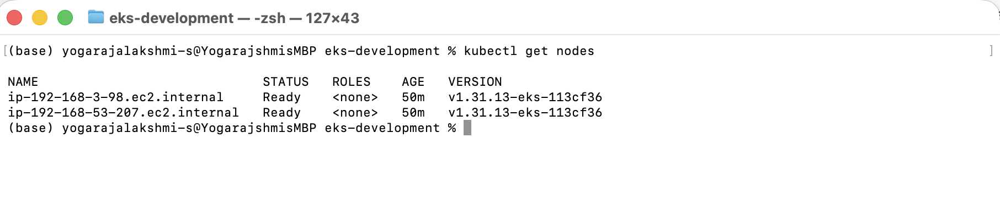 eks-development — -zsh — 127×43
[(base) yogarajalakshmi-s@YogarajshmisMBP eks-development % kubectl get nodes ]
NAME STATUS ROLES AGE VERSION
ip-192-168-3-98.ec2.internal Ready <none> 50m v1.31.13-eks-113cf36
ip-192-168-53-207.ec2.internal Ready <none> 50m v1.31.13-eks-113cf36
(base) yogarajalakshmi-s@YogarajshmisMBP eks-development %